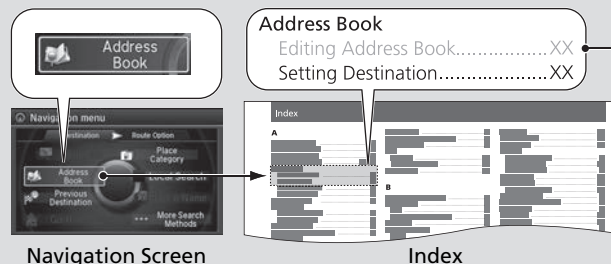 Address
Book
Address Book
Editing Address Book................XX
Setting Destination...................XX
Navigation menu
Destination
Route Option
Place
Category
Address
Book
Local Search
Previous
Destination
More Search
Methods
Index
A
B
Navigation Screen
Index